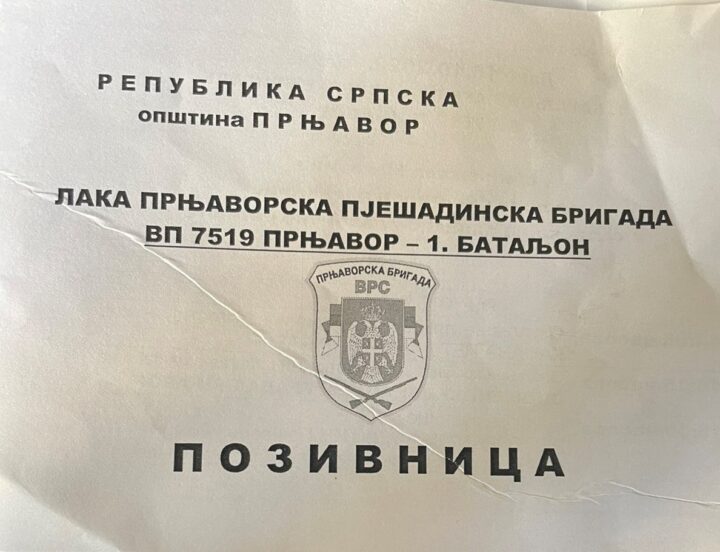 РЕПУБЛИКА СРПСКА
општина ПРЊАВОР
ЛАКА ПРЊАВОРСКА ПЈЕШАДИНСКА БРИГАДА
ВП 7519 ПРЊАВОР – 1. БАТАЉОН
ПРЊАВОРСКА БРИГАДА
ВРС
ПОЗИВНИЦА